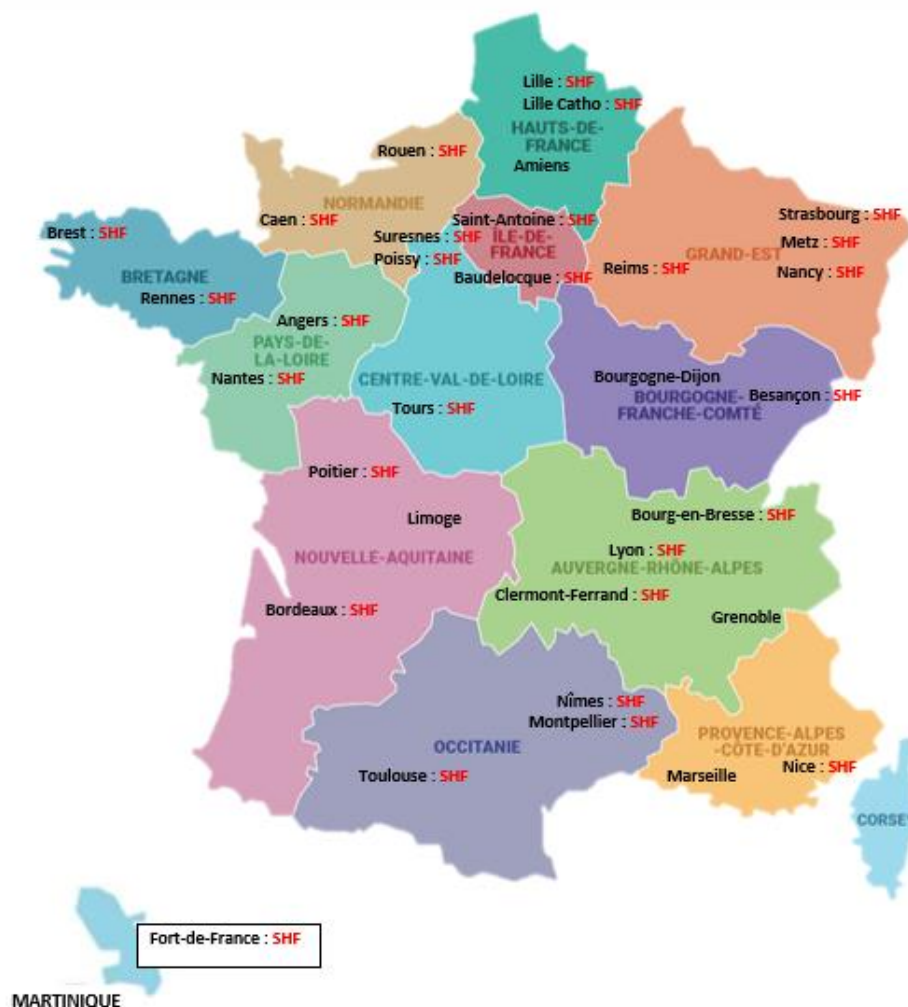 Lille : SHF
Lille Catho : SHF
HAUTS-DE-
FRANCE
Amiens
Rouen : SHF
NORMANDIE
Caen : SHF
Saint-Antoine : SHF
Suresnes : SHF
ÎLE-DE-
FRANCE
Poissy : SHF
Baudelocque : SHF
Strasbourg : SHF
Metz : SHF
GRAND-EST
Reims : SHF
Nancy : SHF
Brest : SHF
BRETAGNE
Rennes : SHF
Angers : SHF
PAYS-DE-
LA-LOIRE
Nantes : SHF
CENTRE-VAL-DE-LOIRE
Tours : SHF
Bourgogne-Dijon
BOURGOGNE-
FRANCHE-COMTÉ
Besançon : SHF
Poitier : SHF
Limoge
NOUVELLE-AQUITAINE
Bordeaux : SHF
Bourg-en-Bresse : SHF
Lyon : SHF
AUVERGNE-RHÔNE-ALPES
Clermont-Ferrand : SHF
Grenoble
Nîmes : SHF
Montpellier : SHF
OCCITANIE
Toulouse : SHF
PROVENCE-ALPES
-CÔTE-D'AZUR
Nice : SHF
Marseille
CORSE
Fort-de-France : SHF
MARTINIQUE